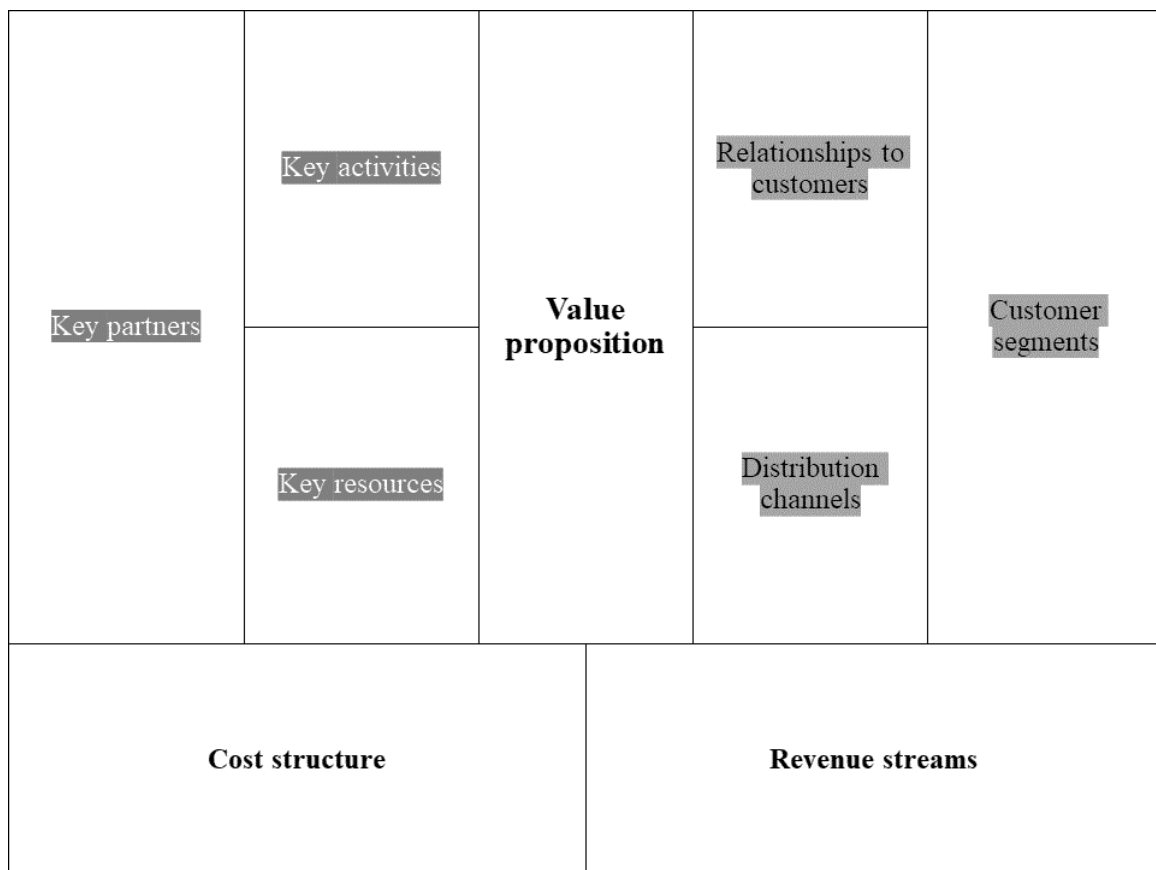 Key partners
Key activities
Key resources
Value
proposition
Relationships to
customers
Distribution
channels
Customer
segments
Cost structure
Revenue streams